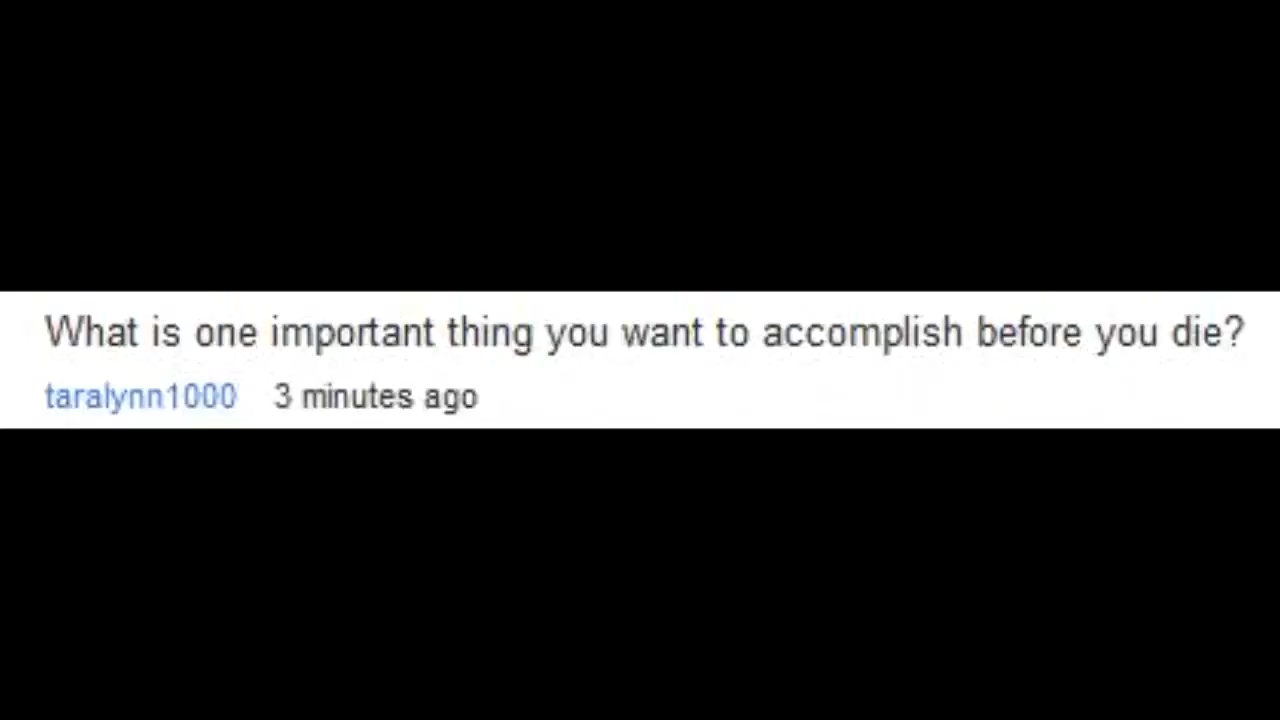 What is one important thing you want to accomplish before you die?
taralynn1000 3 minutes ago